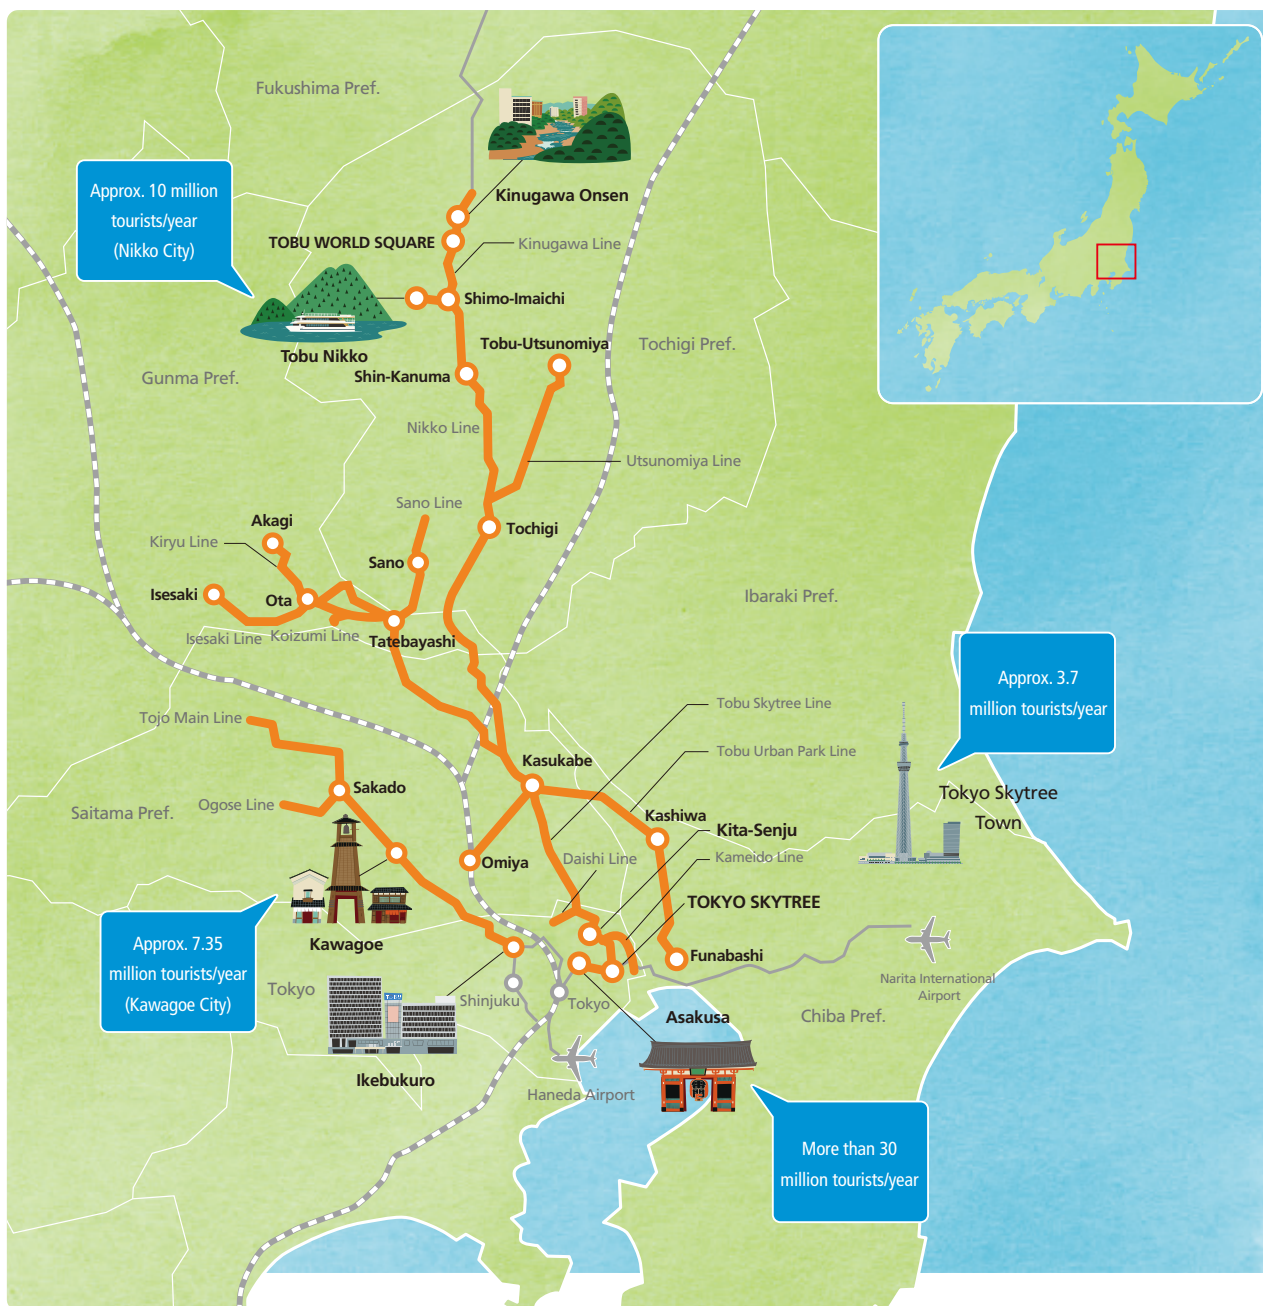 Fukushima Pref.
Approx. 10 million
tourists/year
(Nikko City)
Kinugawa Onsen
TOBU WORLD SQUARE
Kinugawa Line
Shimo-Imaichi
Tobu Nikko
Tobu-Utsunomiya
Tochigi Pref.
Gunma Pref.
Shin-Kanuma
Nikko Line
Utsunomiya Line
Sano Line
Akagi
Tochigi
Kiryu Line
Sano
Isesaki
Ota
Ibaraki Pref.
Isesaki Line
Koizumi Line
Tatebayashi
Approx. 3.7
million tourists/year
Tojo Main Line
Tobu Skytree Line
Tobu Urban Park Line
Kasukabe
Sakado
Tokyo Skytree
Town
Saitama Pref.
Ogose Line
Kashiwa
Kita-Senju
Omiya
Daishi Line
Kameido Line
TOKYO SKYTREE
Approx. 7.35
million tourists/year
(Kawagoe City)
Kawagoe
Funabashi
Narita International
Airport
Tokyo
Shinjuku
Tokyo
TOBU
Asakusa
Chiba Pref.
Ikebukuro
Haneda Airport
More than 30
million tourists/year